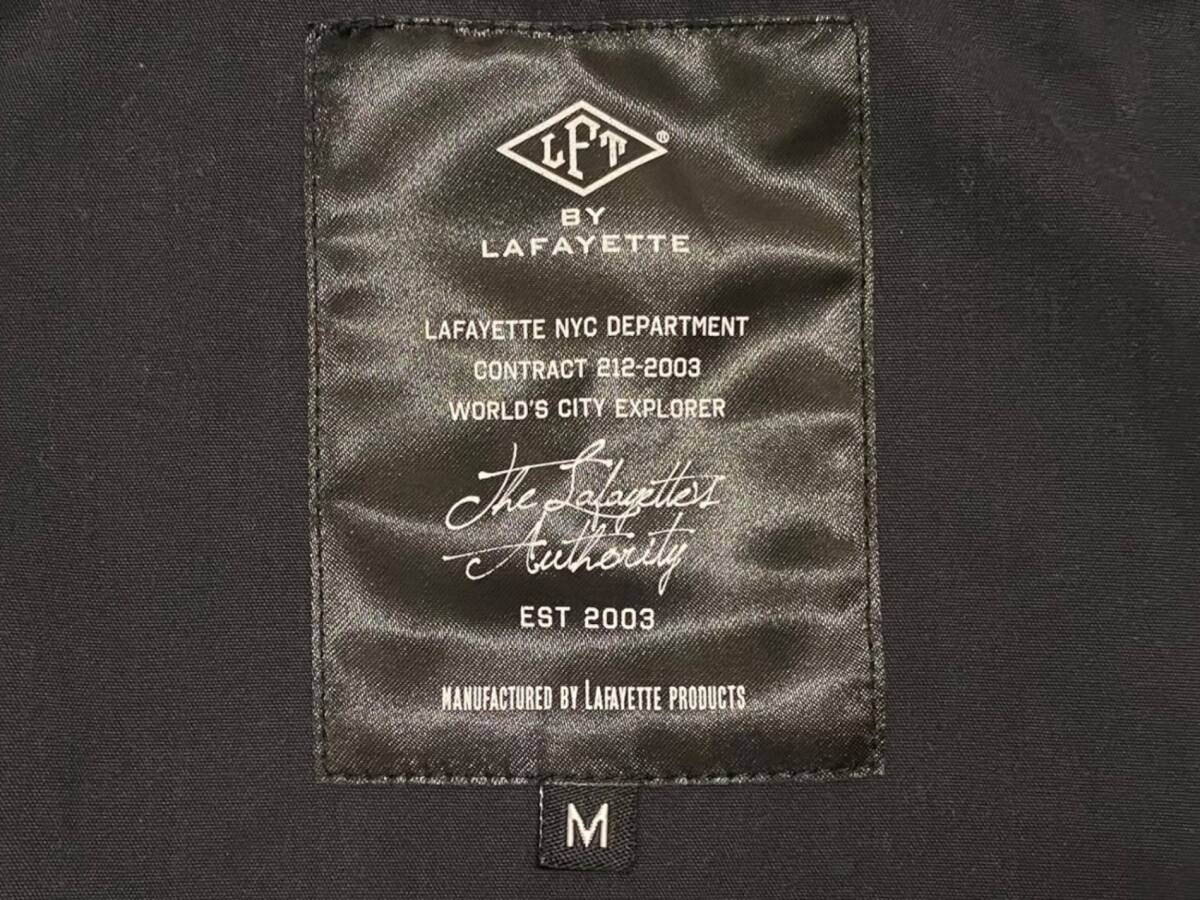 LFT®
BY
LAFAYETTE
LAFAYETTE NYC DEPARTMENT
CONTRACT 212-2003
WORLD'S CITY EXPLORER
The Lafayette's
Authority
EST 2003
MANUFACTURED BY LAFAYETTE PRODUCTS
M